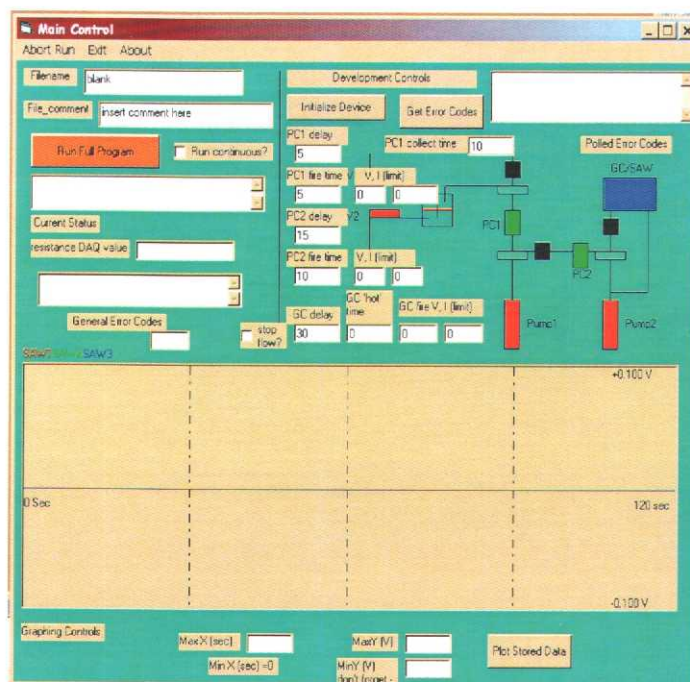 Main Control
Abort Run Exit About
Filename
blank
File_comment
insert comment here
Run Full Program
Run continuous?
Current Status
resistance DAQ value
General Error Codes
Development Controls
Initialize Device
Get Error Codes
PC1 delay
5
PC1 collect time
10
Polled Error Codes
PC1 fire time V
V, I (limit)
5
0
0
GC/SAW
PC2 delay
V2
15
PC1
PC2 fire time
V, I (limit)
10
0
0
PC2
GC delay
GC 'hot'
time
GC fire V, I (limit)
stop
flow?
30
0
0
0
Pump1
Pump2
SAW3
+0.100 V
0 Sec
120 sec
-0.100 V
Graphing Controls
Max X (sec)
MaxY (V)
Plot Stored Data
Min X (sec) =0
MinY (V)
don't forget -